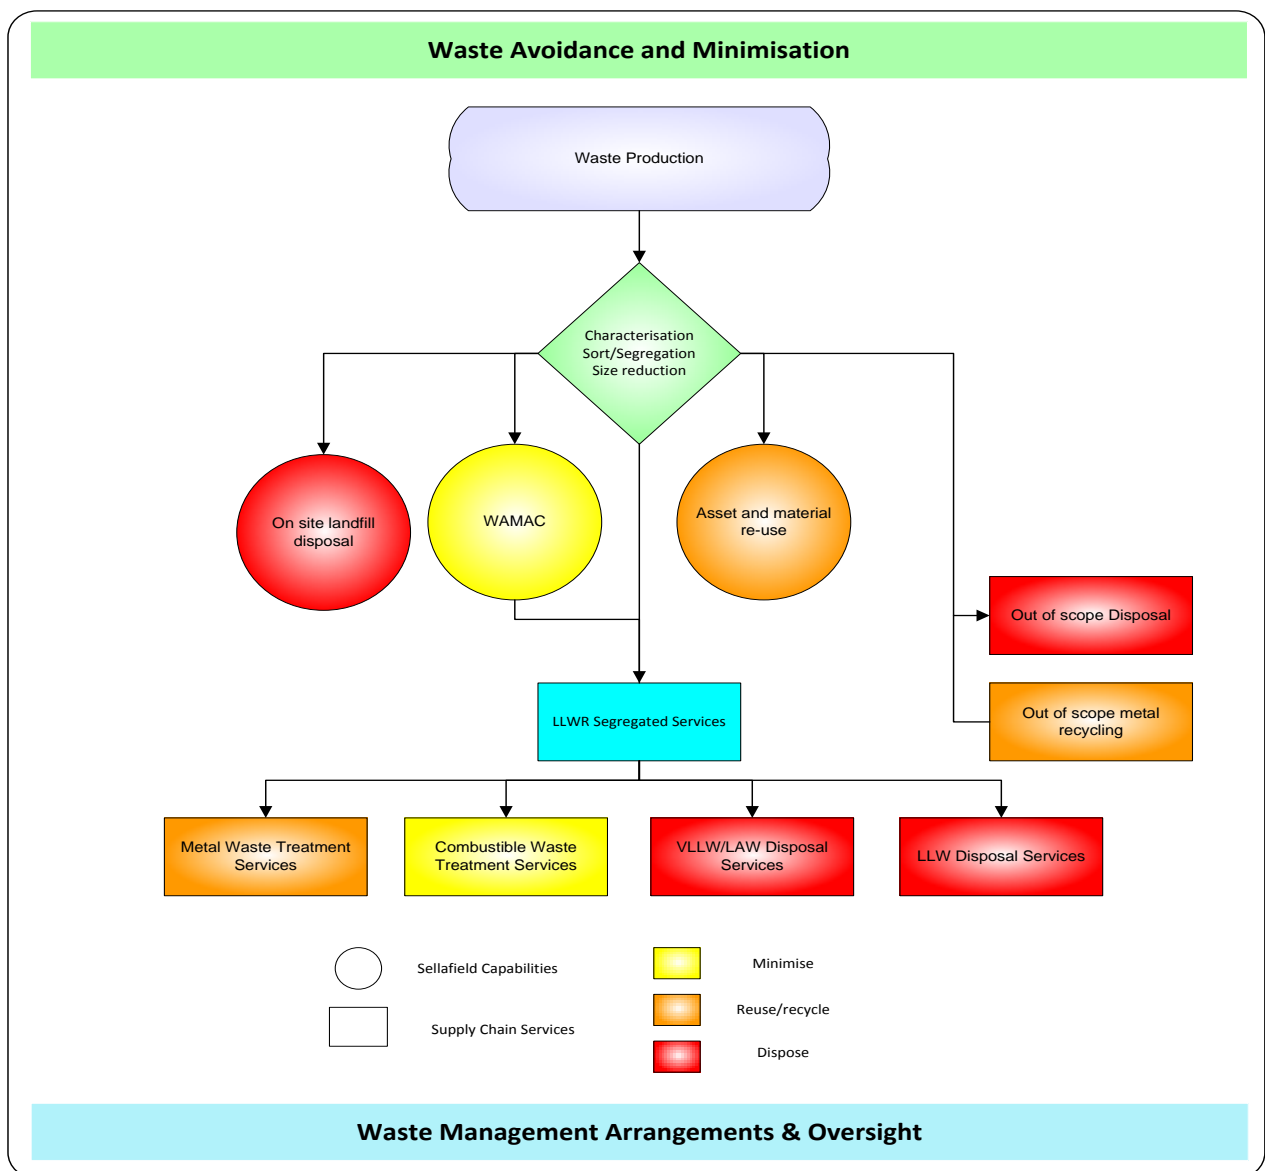 Waste Avoidance and Minimisation
Waste Production
Characterisation
Sort/Segregation
Size reduction
On site landfill
disposal
WAMAC
Asset and material
re-use
Out of scope Disposal
Out of scope metal
recycling
LLWR Segregated Services
Metal Waste Treatment
Services
Combustible Waste
Treatment Services
VLLW/LAW Disposal
Services
LLW Disposal Services
Sellafield Capabilities
Supply Chain Services
Minimise
Reuse/recycle
Dispose
Waste Management Arrangements & Oversight